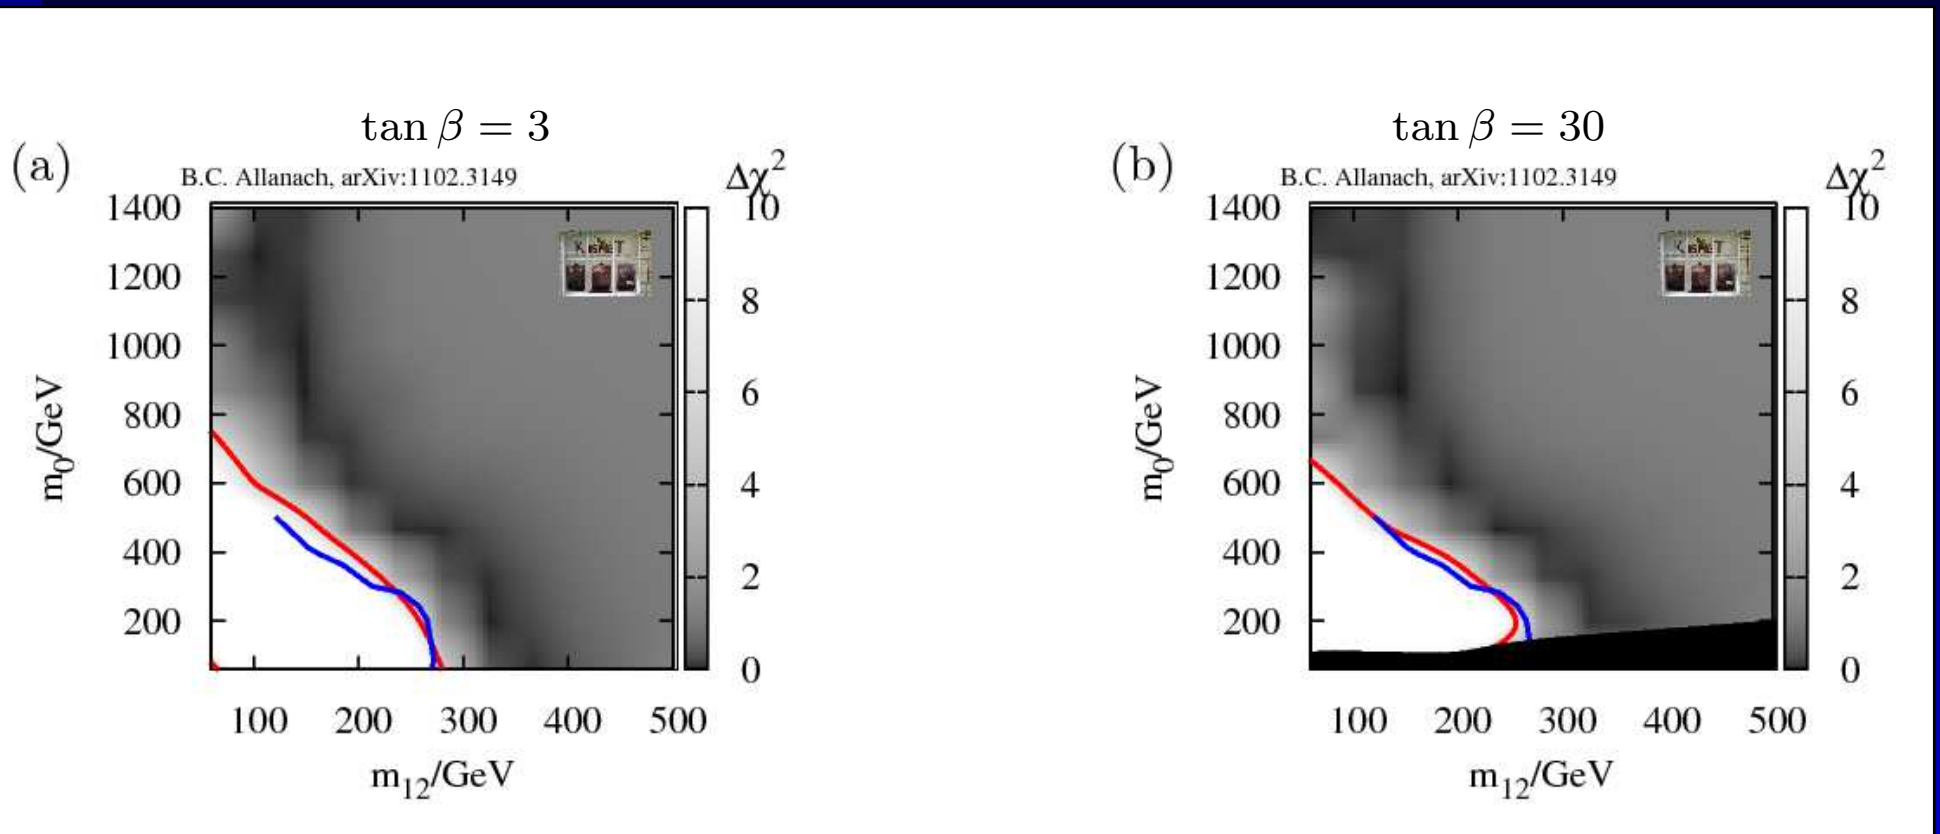 tan β = 3
(a)
B.C. Allanach, arXiv:1102.3149
Δχ²
10
8
6
4
2
0
1400
1200
1000
800
600
400
200
m₀/GeV
100 200 300 400 500
m₁₂/GeV
tan β = 30
(b)
B.C. Allanach, arXiv:1102.3149
Δχ²
10
8
6
4
2
0
1400
1200
1000
800
600
400
200
m₀/GeV
100 200 300 400 500
m₁₂/GeV